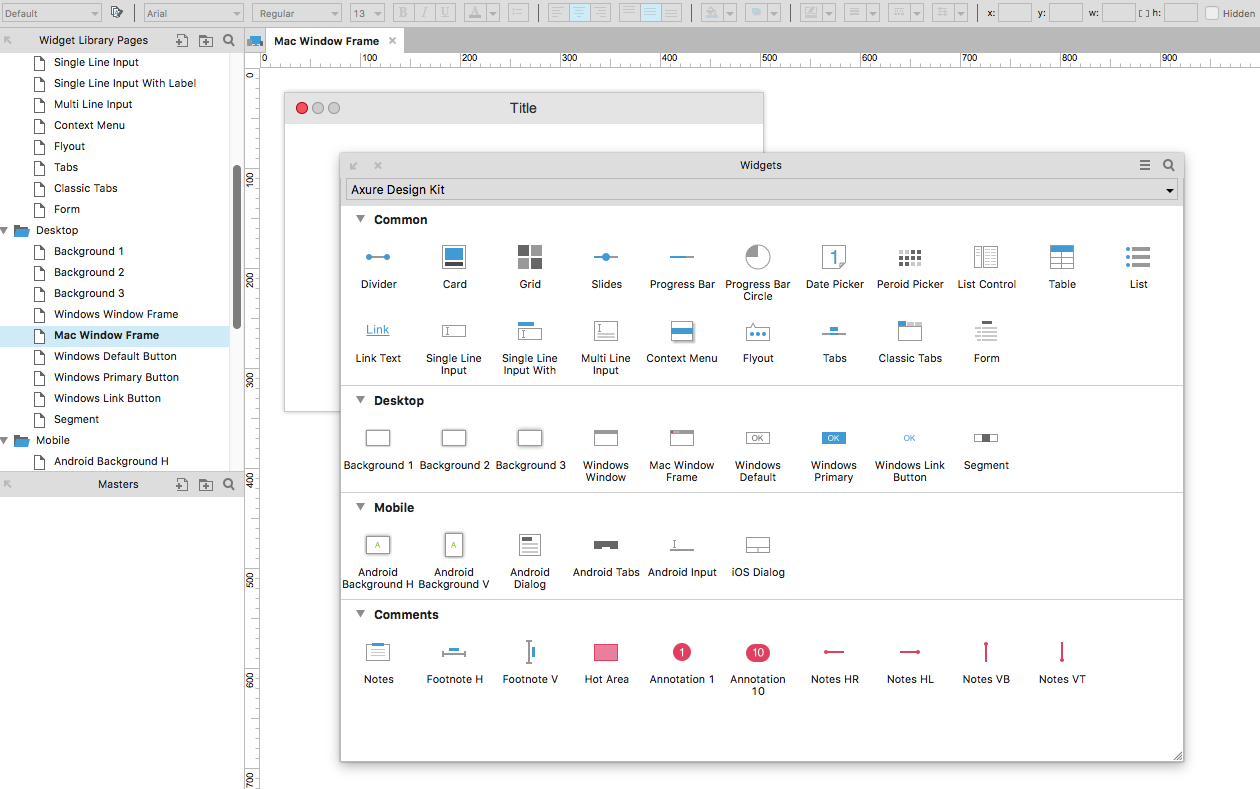 Default Arial Regular 13 B I U A x: y: w: h: Hidden
Widget Library Pages
Mac Window Frame
0 100 200 300 400 500 600 700 800 900
0
100
200
300
400
500
600
700
Single Line Input
Single Line Input With Label
Multi Line Input
Context Menu
Flyout
Tabs
Classic Tabs
Form
Desktop
Background 1
Background 2
Background 3
Windows Window Frame
Mac Window Frame
Windows Default Button
Windows Primary Button
Windows Link Button
Segment
Mobile
Android Background H
Masters
Title
Widgets
Axure Design Kit
Common
1
Divider Card Grid Slides Progress Bar Progress Bar Date Picker Peroid Picker List Control Table List
Circle
Link
Link Text Single Line Single Line Multi Line Context Menu Flyout Tabs Classic Tabs Form
Input Input With Input
Desktop
OK OK OK
Background 1 Background 2 Background 3 Windows Mac Window Windows Windows Windows Link Segment
Window Frame Default Primary Button
Mobile
A A
Android Android Android Android Tabs Android Input iOS Dialog
Background H Background V Dialog
Comments
1 10
Notes Footnote H Footnote V Hot Area Annotation 1 Annotation Notes HR Notes HL Notes VB Notes VT
10